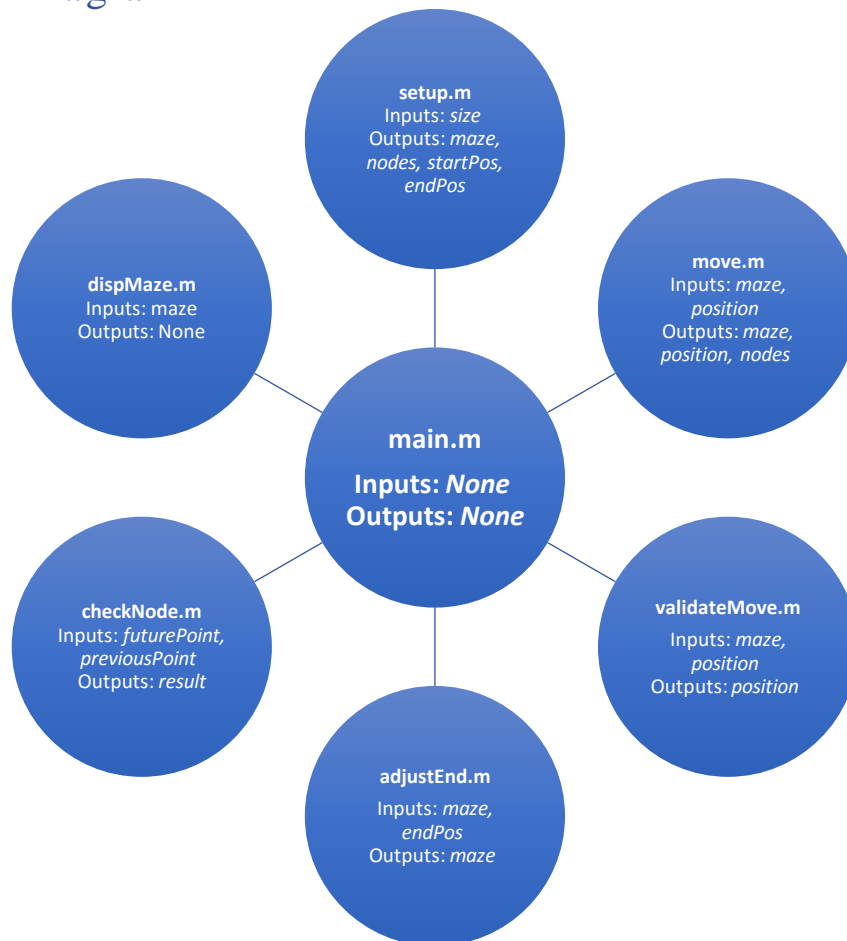 setup.m
Inputs: size
Outputs: maze,
nodes, startPos,
endPos
move.m
Inputs: maze,
position
Outputs: maze,
position, nodes
validateMove.m
Inputs: maze,
position
Outputs: position
adjustEnd.m
Inputs: maze,
endPos
Outputs: maze
checkNode.m
Inputs: futurePoint,
previousPoint
Outputs: result
dispMaze.m
Inputs: maze
Outputs: None
main.m
Inputs: None
Outputs: None